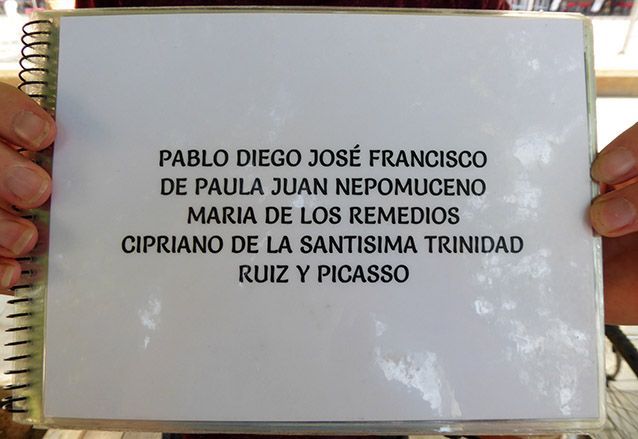 PABLO DIEGO JOSÉ FRANCISCO
DE PAULA JUAN NEPOMUCENO
MARIA DE LOS REMEDIOS
CIPRIANO DE LA SANTISIMA TRINIDAD
RUIZ Y PICASSO